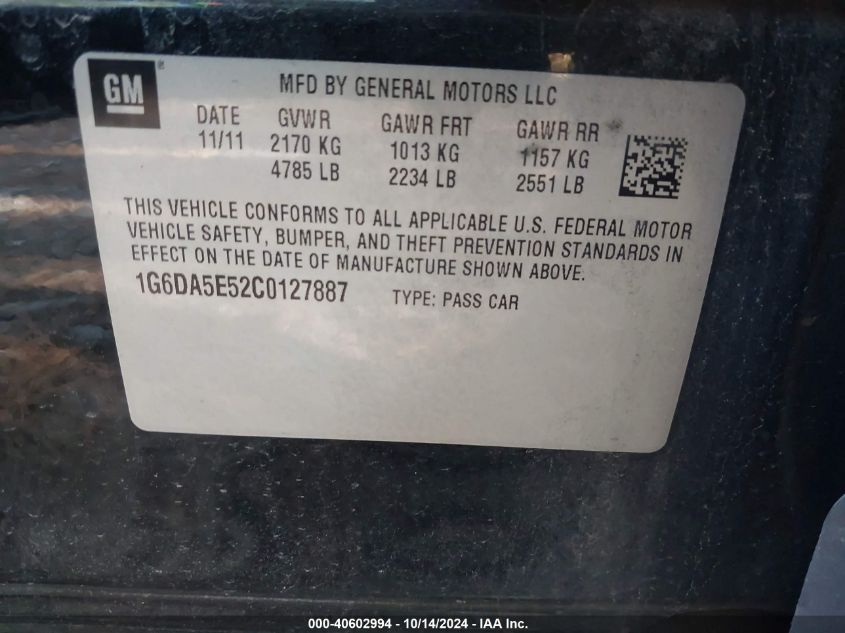 GM ®
MFD BY GENERAL MOTORS LLC
DATE GVWR GAWR FRT GAWR RR
11/11 2170 KG 1013 KG 1157 KG
4785 LB 2234 LB 2551 LB
THIS VEHICLE CONFORMS TO ALL APPLICABLE U.S. FEDERAL MOTOR
VEHICLE SAFETY, BUMPER, AND THEFT PREVENTION STANDARDS IN
EFFECT ON THE DATE OF MANUFACTURE SHOWN ABOVE.
1G6DA5E52C0127887 TYPE: PASS CAR
000-40602994 - 10/14/2024 - IAA Inc.